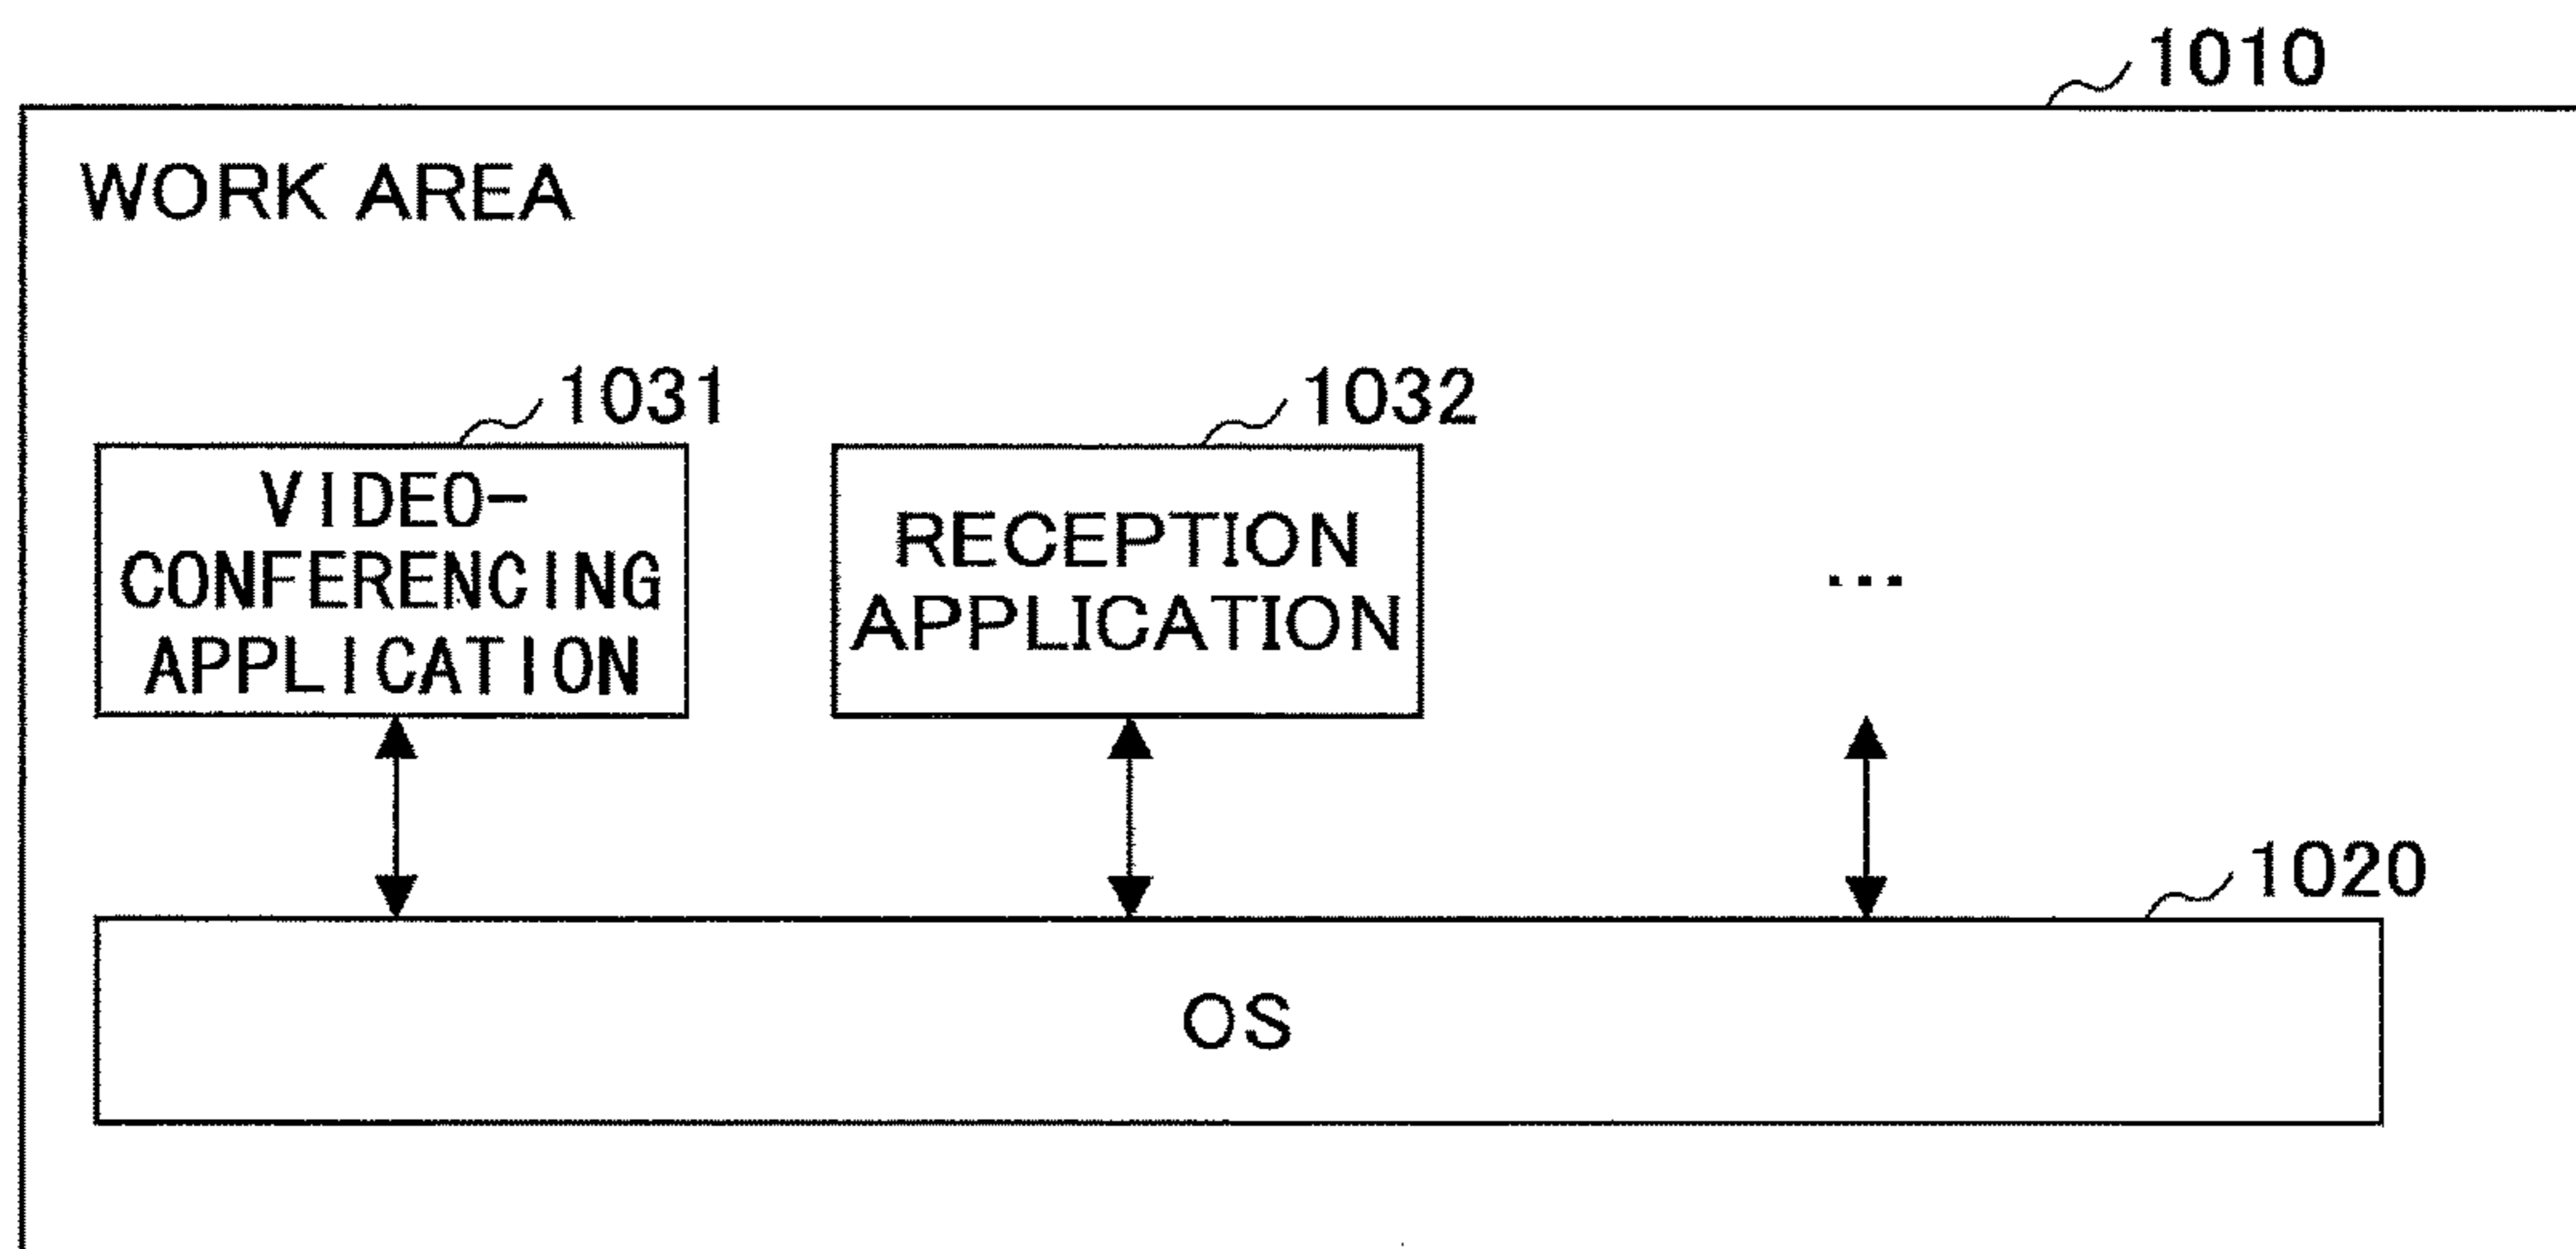 1010
WORK AREA
1031
1032
VIDEO-
CONFERENCING
APPLICATION
RECEPTION
APPLICATION
...
1020
OS